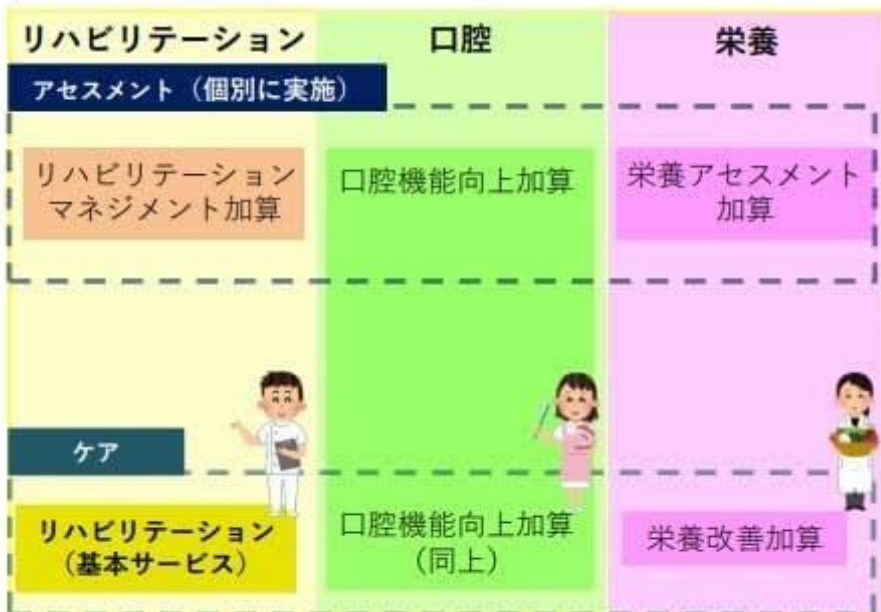 リハビリテーション
口腔
栄養
アセスメント（個別に実施）
リハビリテーション
マネジメント加算
口腔機能向上加算
栄養アセスメント
加算
ケア
リハビリテーション
（基本サービス）
口腔機能向上加算
（同上）
栄養改善加算